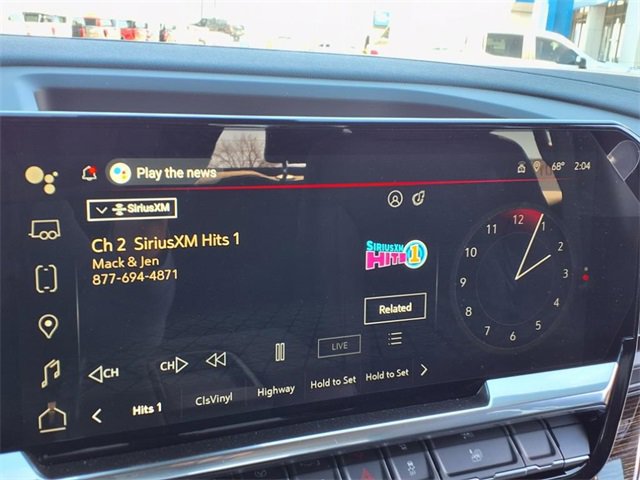 Play the news
68° 2:04
SiriusXM
Ch 2 SiriusXM Hits 1
Mack & Jen
877-694-4871
SIRIUSXM
HITS 1
Related
LIVE
CH
CH
Hits 1
ClsVinyl
Highway
Hold to Set
Hold to Set
12
1
2
3
4
5
6
7
8
9
10
11